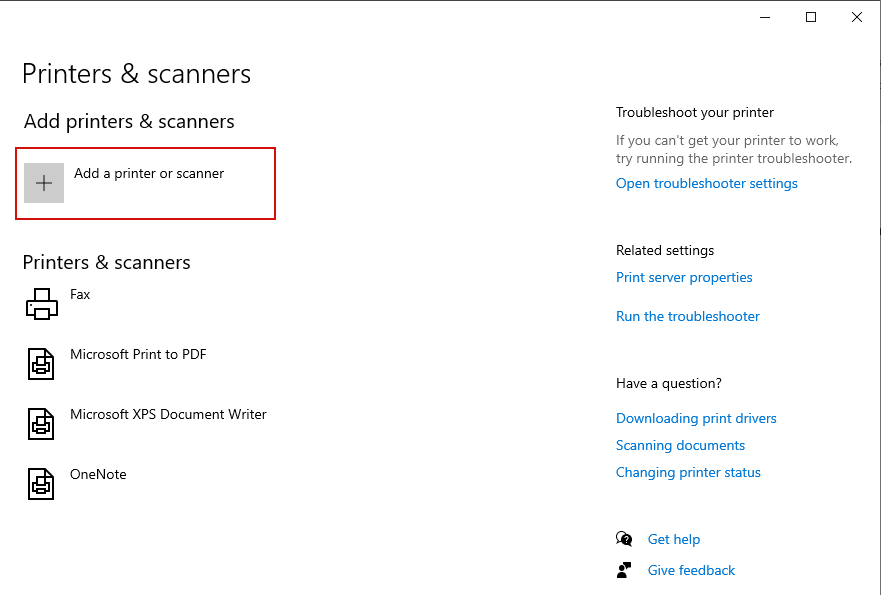 Printers & scanners
Add printers & scanners
Add a printer or scanner
Printers & scanners
Fax
Microsoft Print to PDF
Microsoft XPS Document Writer
OneNote
Troubleshoot your printer
If you can't get your printer to work,
try running the printer troubleshooter.
Open troubleshooter settings
Related settings
Print server properties
Run the troubleshooter
Have a question?
Downloading print drivers
Scanning documents
Changing printer status
Get help
Give feedback